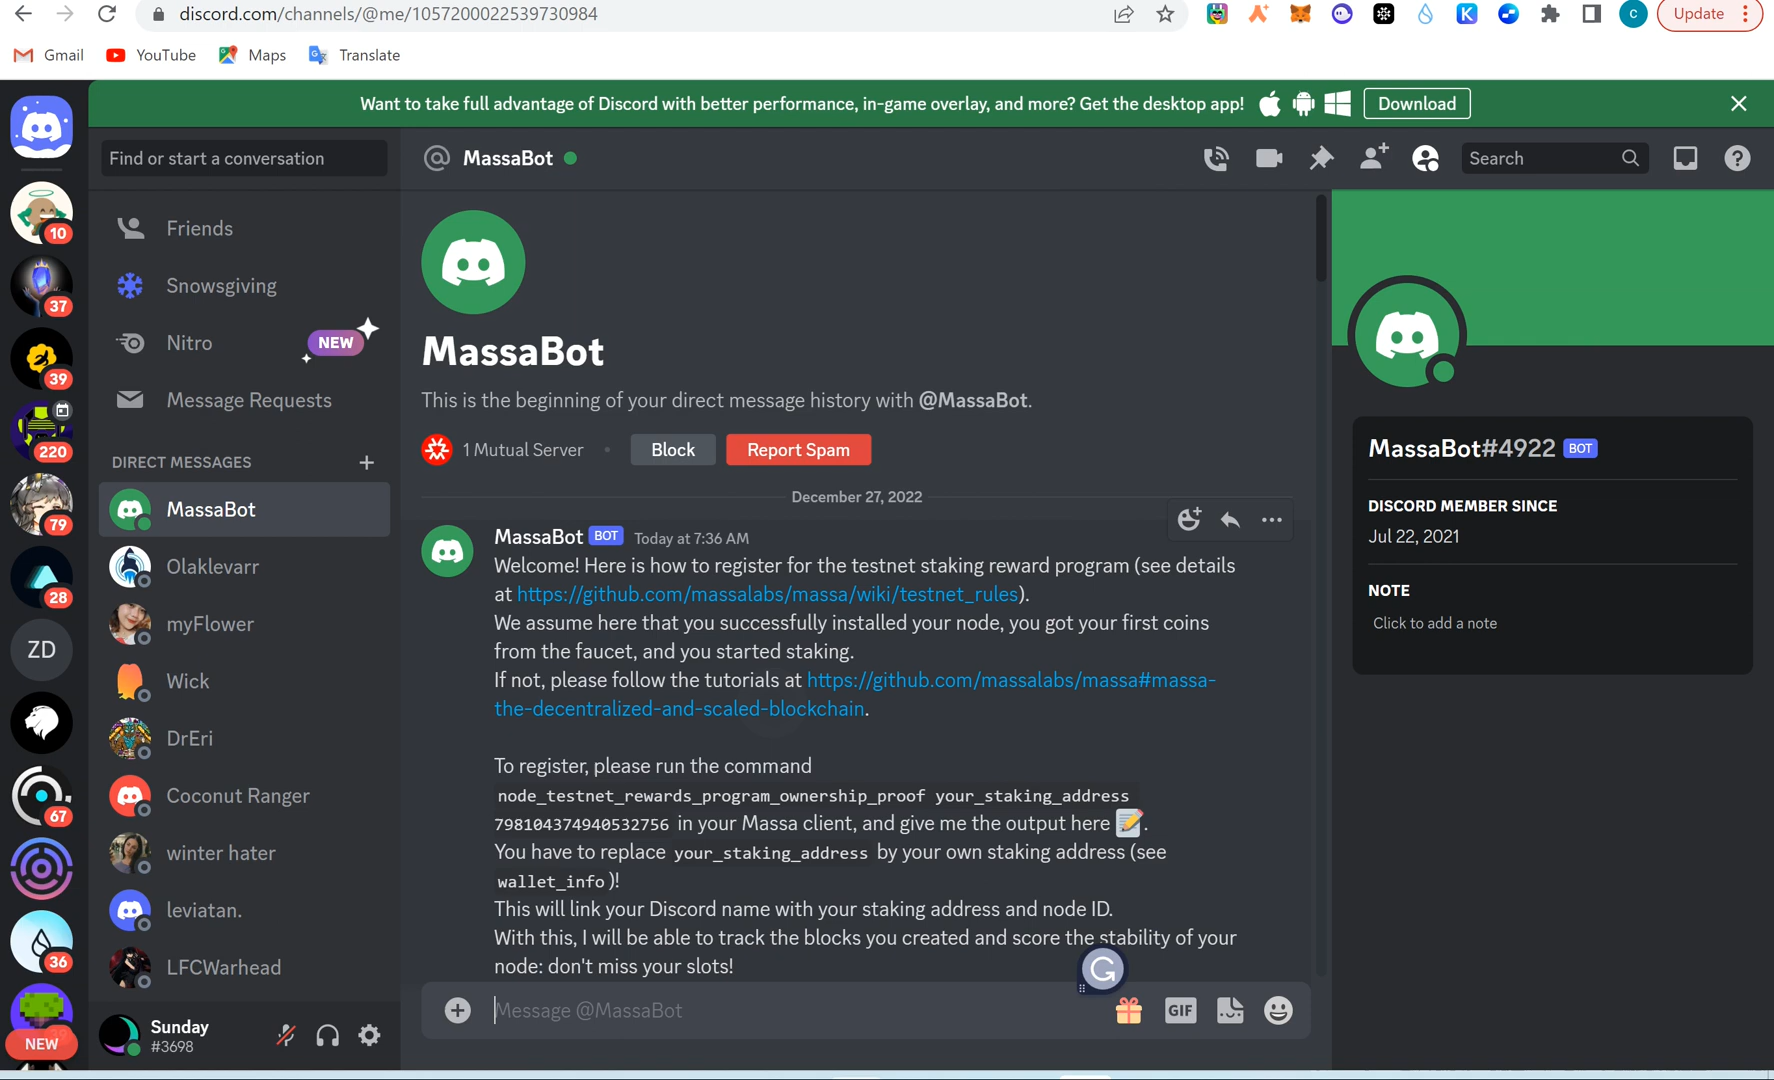 discord.com/channels/@me/1057200022539730984
C
Update
Gmail
YouTube
Maps
Translate
Want to take full advantage of Discord with better performance, in-game overlay, and more? Get the desktop app!
Download
Find or start a conversation
MassaBot
Search
10
37
39
220
79
28
ZD
67
36
NEW
Friends
Snowsgiving
Nitro
NEW
Message Requests
DIRECT MESSAGES
MassaBot
Olaklevarr
myFlower
Wick
DrEri
Coconut Ranger
winter hater
leviatan.
LFCWarhead
Sunday
#3698
MassaBot
This is the beginning of your direct message history with @MassaBot.
1 Mutual Server
Block
Report Spam
December 27, 2022
MassaBot BOT Today at 7:36 AM
Welcome! Here is how to register for the testnet staking reward program (see details
at https://github.com/massalabs/massa/wiki/testnet_rules).
We assume here that you successfully installed your node, you got your first coins
from the faucet, and you started staking.
If not, please follow the tutorials at https://github.com/massalabs/massa#massa-
the-decentralized-and-scaled-blockchain.
To register, please run the command
node_testnet_rewards_program_ownership_proof your_staking_address
798104374940532756 in your Massa client, and give me the output here 📝.
You have to replace your_staking_address by your own staking address (see
wallet_info)!
This will link your Discord name with your staking address and node ID.
With this, I will be able to track the blocks you created and score the stability of your
node: don't miss your slots!
Message @MassaBot
GIF
MassaBot#4922 BOT
DISCORD MEMBER SINCE
Jul 22, 2021
NOTE
Click to add a note